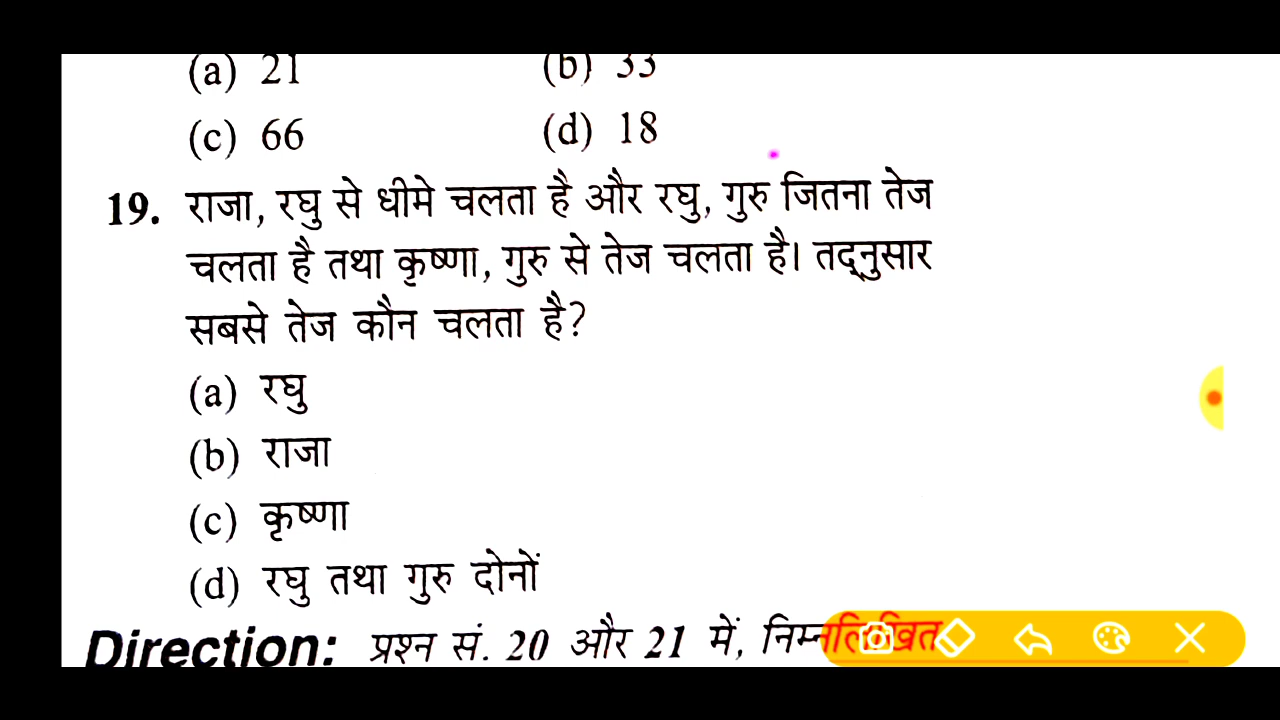 (a) 21 (b) 33
(c) 66 (d) 18
19. राजा, रघु से धीमे चलता है और रघु, गुरु जितना तेज
चलता है तथा कृष्णा, गुरु से तेज चलता है। तद्नुसार
सबसे तेज कौन चलता है?
(a) रघु
(b) राजा
(c) कृष्णा
(d) रघु तथा गुरु दोनों
Direction: प्रश्न सं. 20 और 21 में, निम्नलिखित